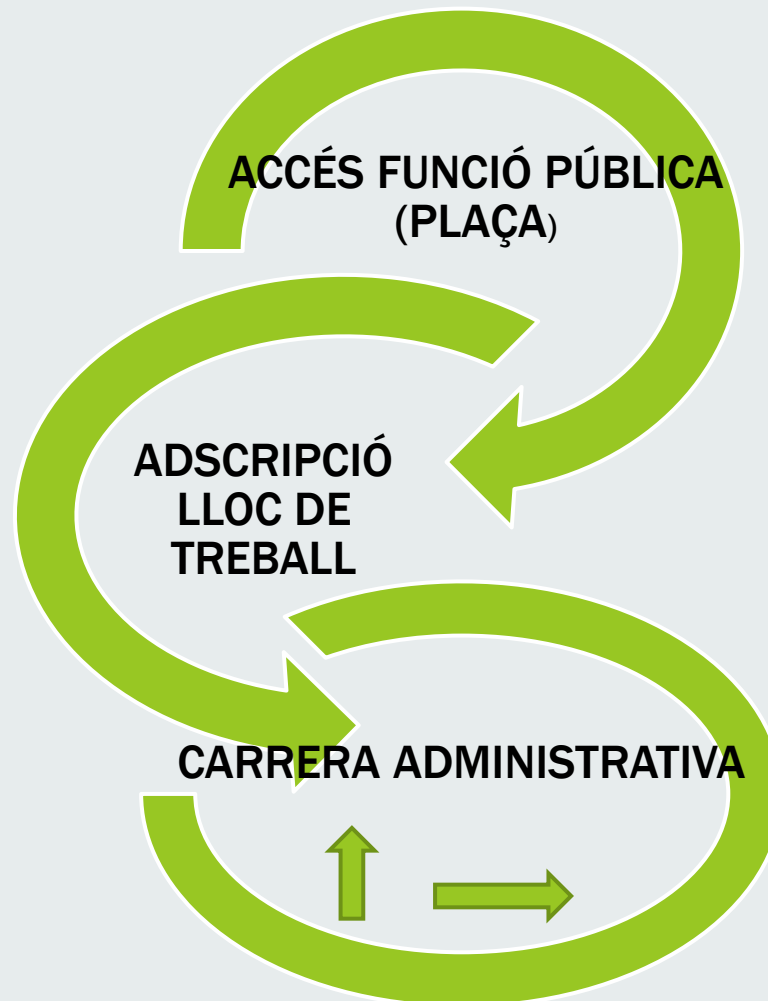 ACCÉS FUNCIÓ PÚBLICA
(PLAÇA)
ADSCRIPCIÓ
LLOC DE
TREBALL
CARRERA ADMINISTRATIVA